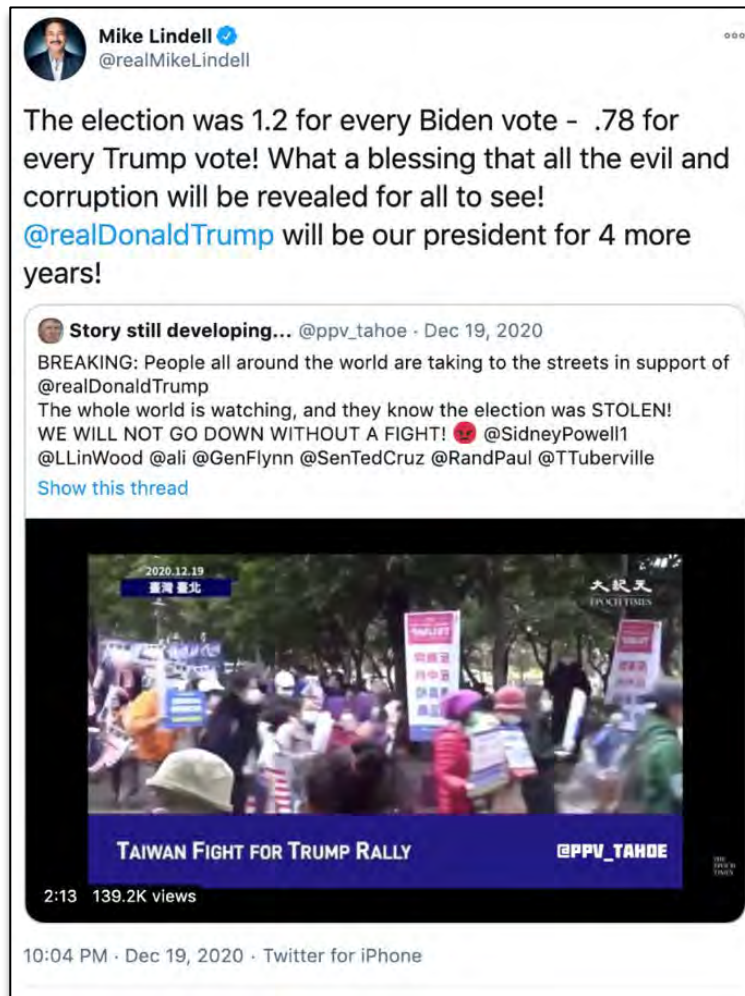 Mike Lindell
@realMikeLindell
The election was 1.2 for every Biden vote - .78 for
every Trump vote! What a blessing that all the evil and
corruption will be revealed for all to see!
@realDonaldTrump will be our president for 4 more
years!
Story still developing... @ppv_tahoe · Dec 19, 2020
BREAKING: People all around the world are taking to the streets in support of
@realDonaldTrump
The whole world is watching, and they know the election was STOLEN!
WE WILL NOT GO DOWN WITHOUT A FIGHT! 😡 @SidneyPowell1
@LLinWood @ali @GenFlynn @SenTedCruz @RandPaul @TTuberville
Show this thread
2020.12.19
臺灣 臺北
大紀元
EPOCH TIMES
TAIWAN FIGHT FOR TRUMP RALLY
@PPV_TAHOE
THE
EPOCH
TIMES
2:13 139.2K views
10:04 PM · Dec 19, 2020 · Twitter for iPhone